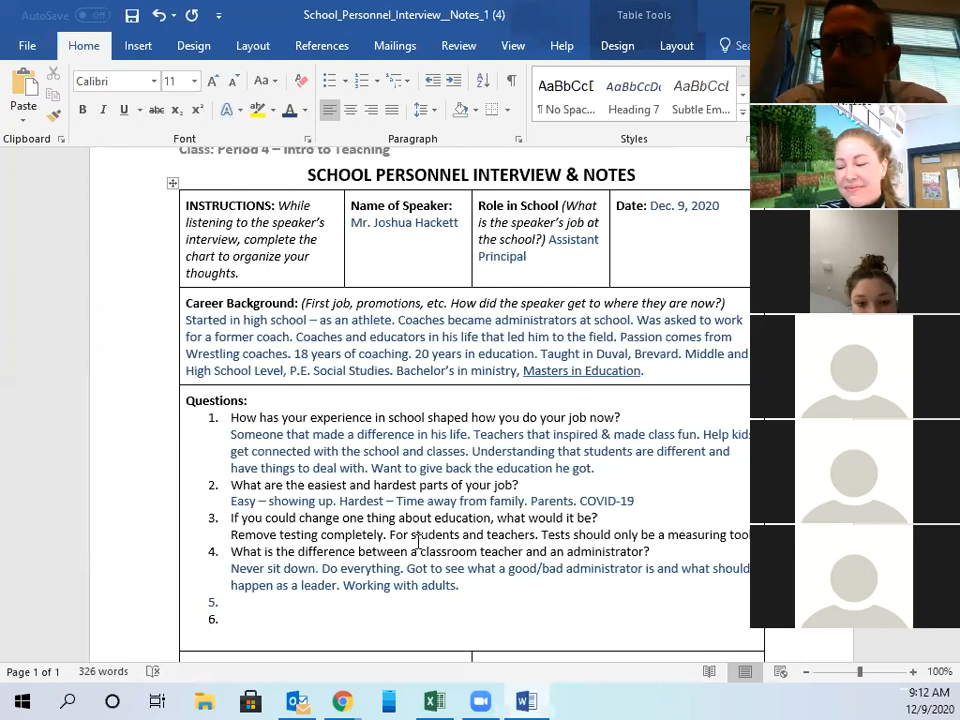 AutoSave Off
School_Personnel_Interview__Notes_1 (4)
Table Tools
File Home Insert Design Layout References Mailings Review View Help Design Layout
Paste
Calibri 11
Aa
B I U abc x₂ x²
AaBbCcD AaBbCcDc AaBbCcL
¶ No Spac... Heading 7 Subtle Em...
Clipboard Font Paragraph Styles
Class: Period 4 – Intro to Teaching
SCHOOL PERSONNEL INTERVIEW & NOTES
INSTRUCTIONS: While
listening to the speaker's
interview, complete the
chart to organize your
thoughts.
Name of Speaker:
Mr. Joshua Hackett
Role in School (What
is the speaker's job at
the school?) Assistant
Principal
Date: Dec. 9, 2020
Career Background: (First job, promotions, etc. How did the speaker get to where they are now?)
Started in high school – as an athlete. Coaches became administrators at school. Was asked to work
for a former coach. Coaches and educators in his life that led him to the field. Passion comes from
Wrestling coaches. 18 years of coaching. 20 years in education. Taught in Duval, Brevard. Middle and
High School Level, P.E. Social Studies. Bachelor's in ministry, Masters in Education.
Questions:
1. How has your experience in school shaped how you do your job now?
Someone that made a difference in his life. Teachers that inspired & made class fun. Help kids
get connected with the school and classes. Understanding that students are different and
have things to deal with. Want to give back the education he got.
2. What are the easiest and hardest parts of your job?
Easy – showing up. Hardest – Time away from family. Parents. COVID-19
3. If you could change one thing about education, what would it be?
Remove testing completely. For students and teachers. Tests should only be a measuring tool
4. What is the difference between a classroom teacher and an administrator?
Never sit down. Do everything. Got to see what a good/bad administrator is and what should
happen as a leader. Working with adults.
5.
6.
Page 1 of 1 326 words
100%
9:12 AM
12/9/2020